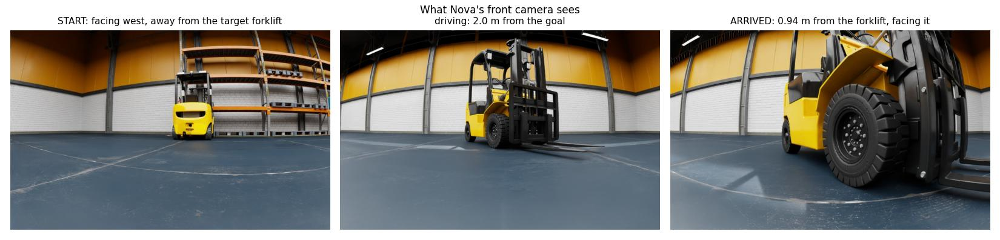 What Nova's front camera sees
START: facing west, away from the target forklift
driving: 2.0 m from the goal
ARRIVED: 0.94 m from the forklift, facing it